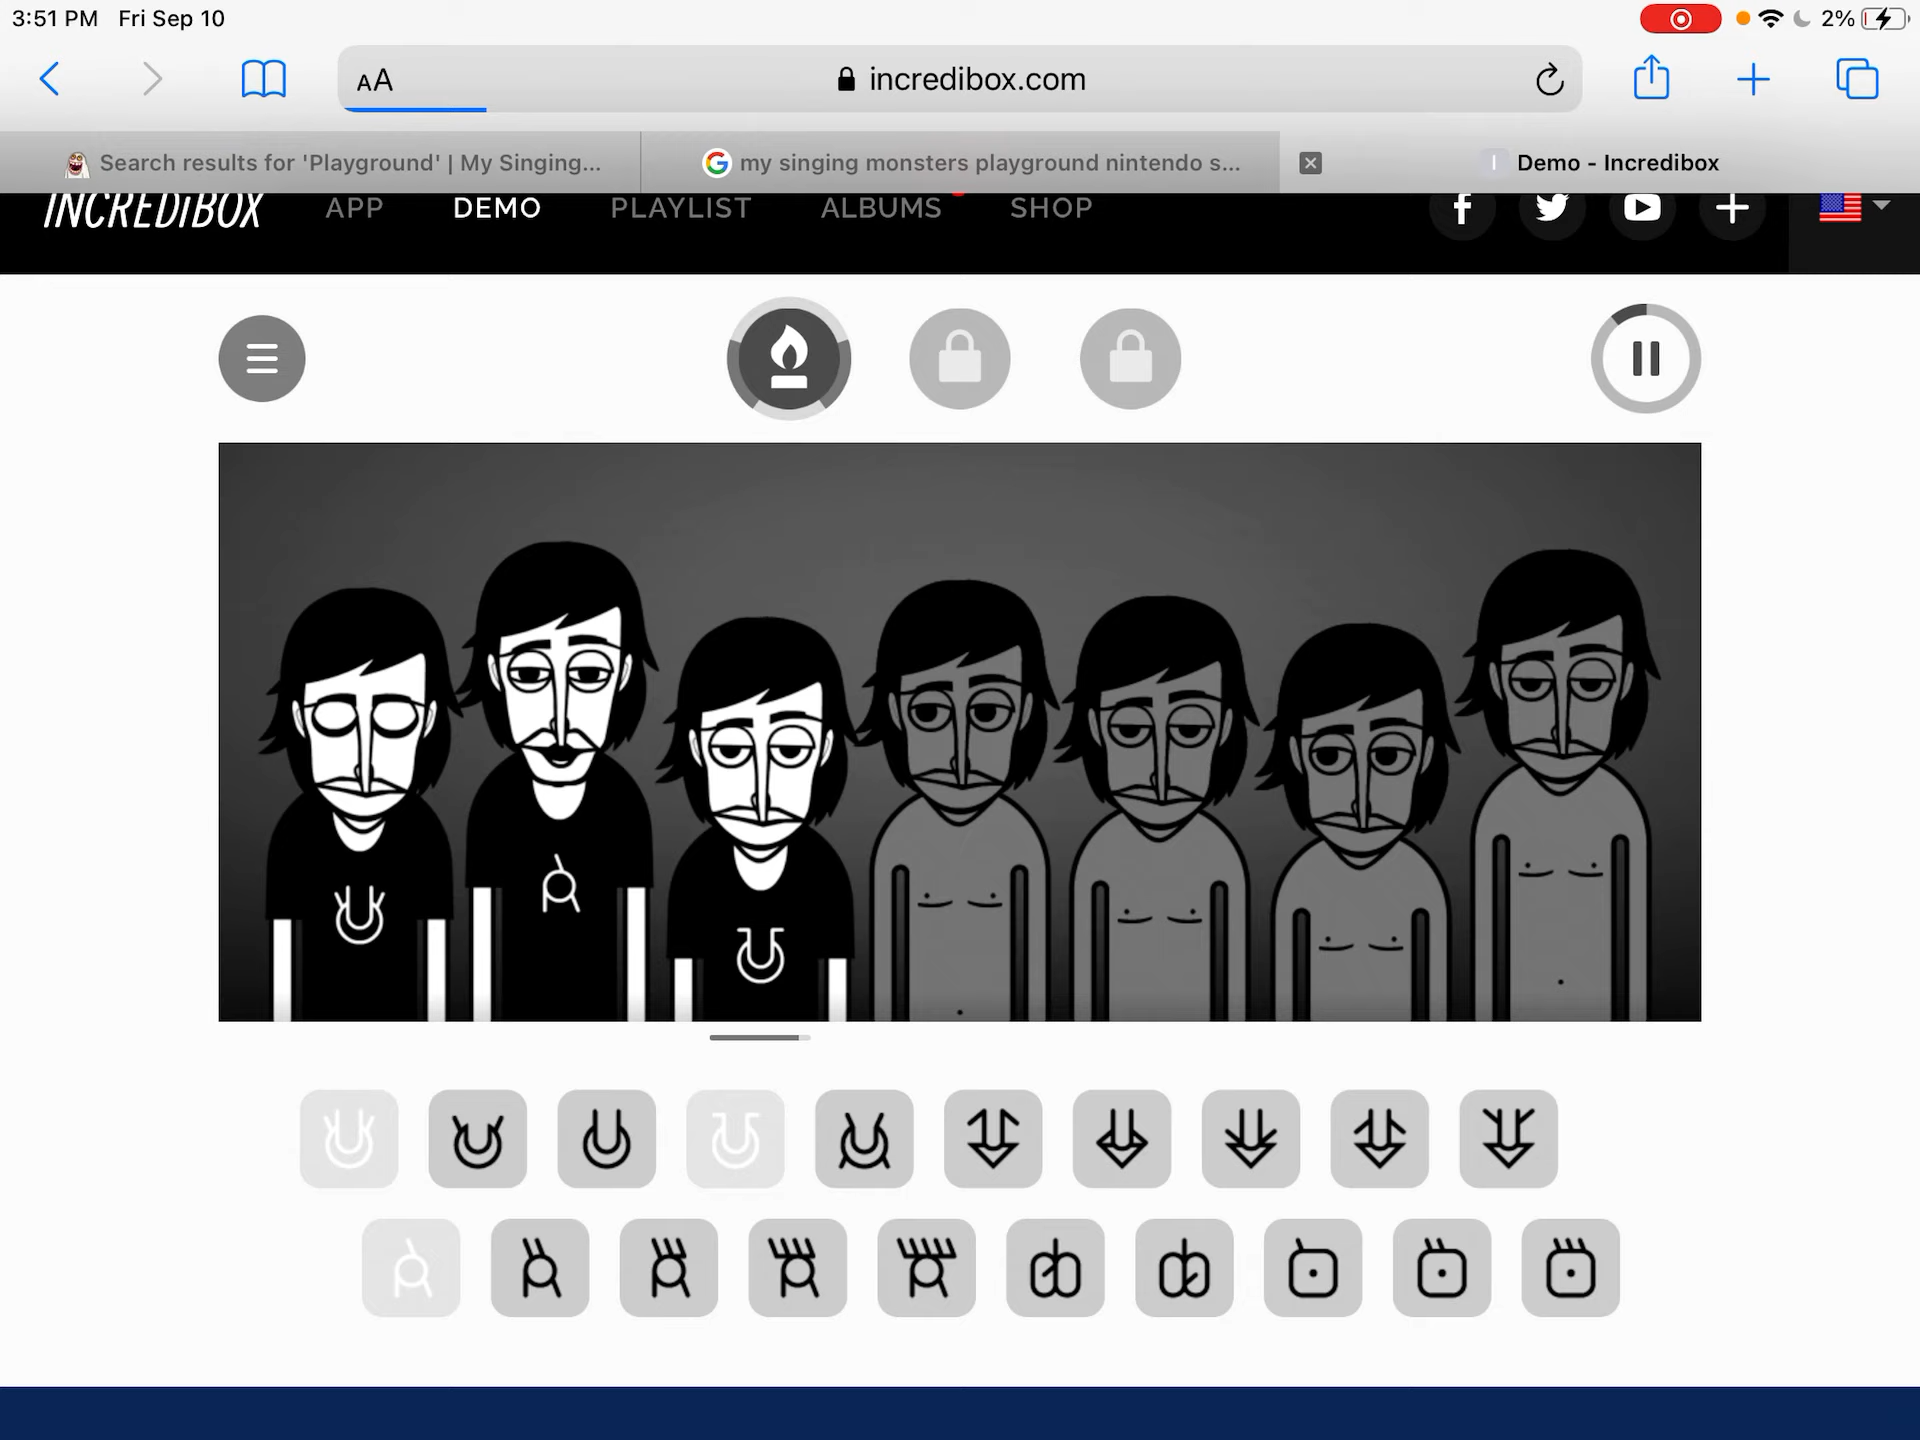 3:51 PM Fri Sep 10 2%
AA incredibox.com
Search results for 'Playground' | My Singing... my singing monsters playground nintendo s... Demo - Incredibox
INCREDiBOX APP DEMO PLAYLIST ALBUMS SHOP